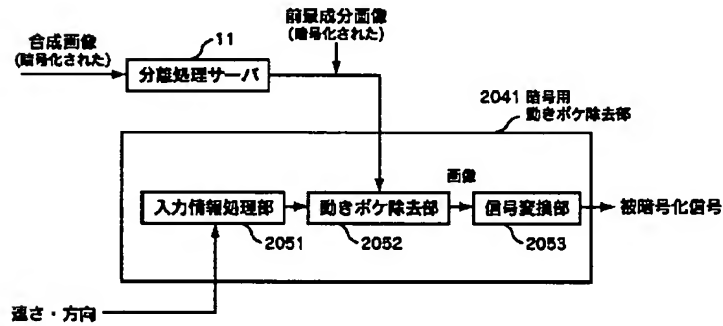 前景成分画像
(暗号化された)
合成画像
(暗号化された)
11
分離処理サーバ
2041 暗号用
動きボケ除去部
画像
入力情報処理部
動きボケ除去部
信号変換部
被暗号化信号
2051
2052
2053
速さ・方向